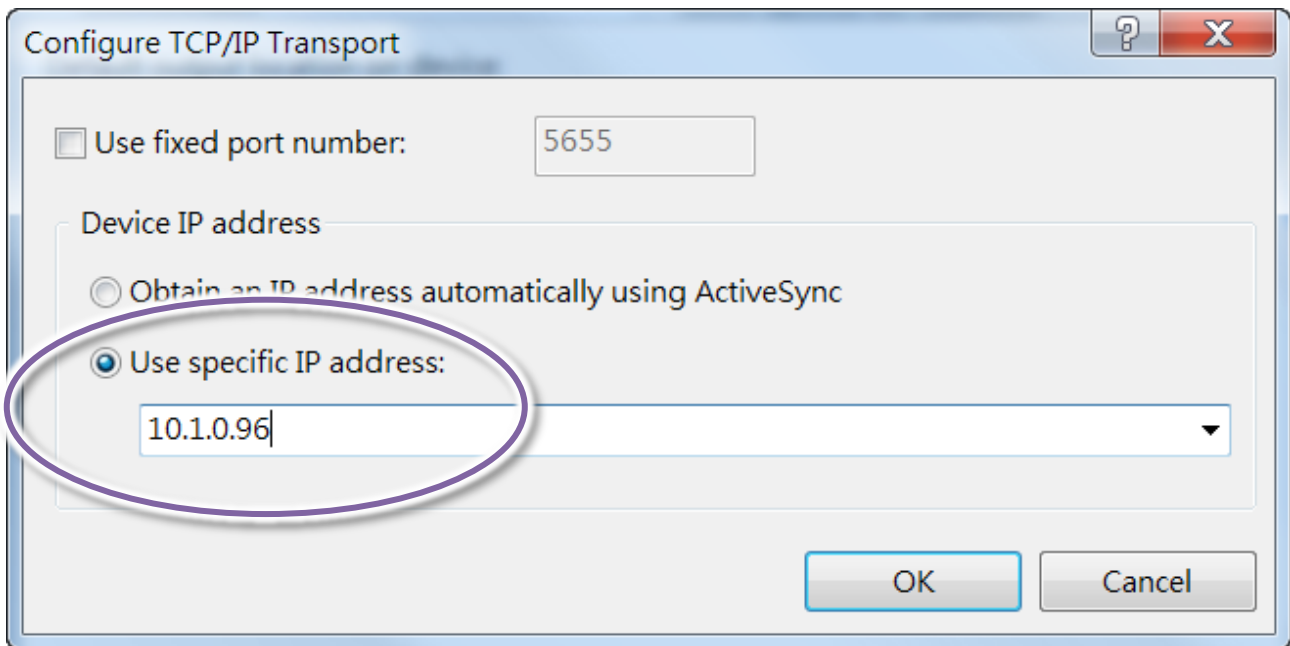 Configure TCP/IP Transport
Use fixed port number: 5655
Device IP address
Obtain an IP address automatically using ActiveSync
Use specific IP address:
10.1.0.96
OK Cancel